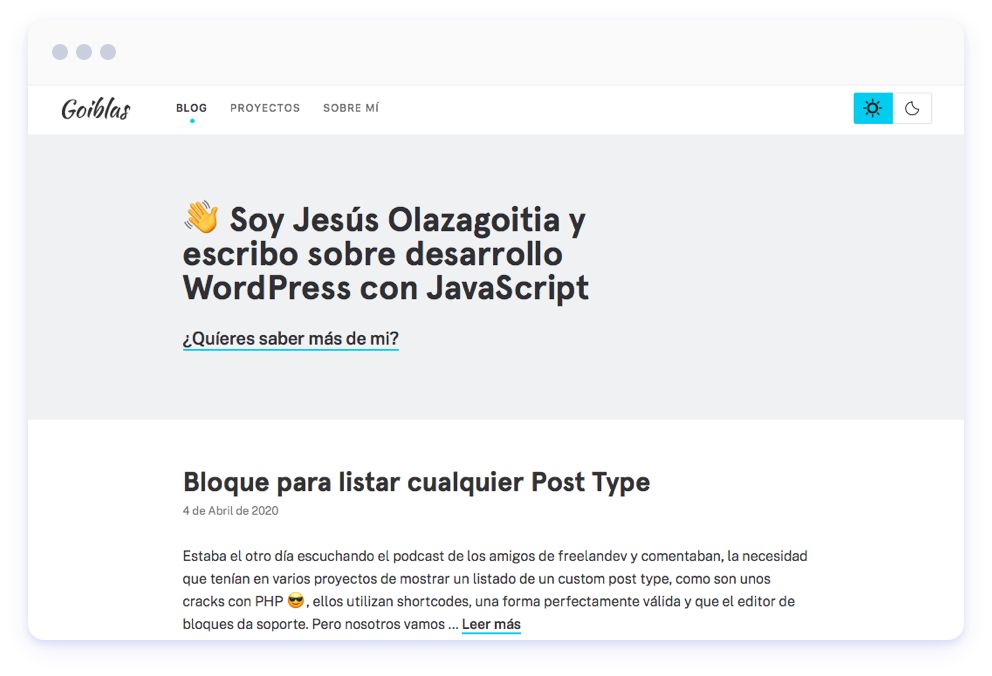 Goiblas
BLOG PROYECTOS SOBRE MÍ
👋 Soy Jesús Olazagoitia y
escribo sobre desarrollo
WordPress con JavaScript
¿Quíeres saber más de mi?
Bloque para listar cualquier Post Type
4 de Abril de 2020
Estaba el otro día escuchando el podcast de los amigos de freelandev y comentaban, la necesidad
que tenían en varios proyectos de mostrar un listado de un custom post type, como son unos
cracks con PHP 😎, ellos utilizan shortcodes, una forma perfectamente válida y que el editor de
bloques da soporte. Pero nosotros vamos ... Leer más